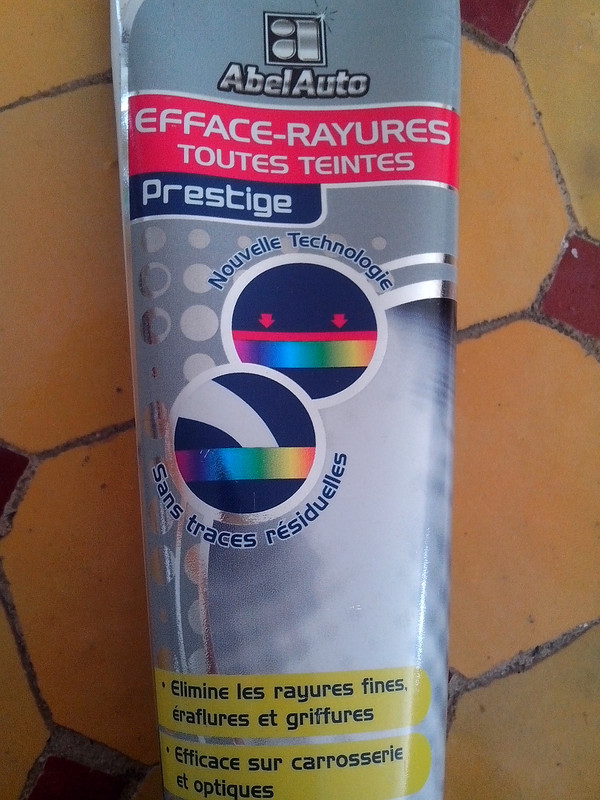 AbelAuto
EFFACE-RAYURES
TOUTES TEINTES
Prestige
Nouvelle Technologie
Sans traces résiduelles
• Elimine les rayures fines,
éraflures et griffures
• Efficace sur carrosserie
et optiques